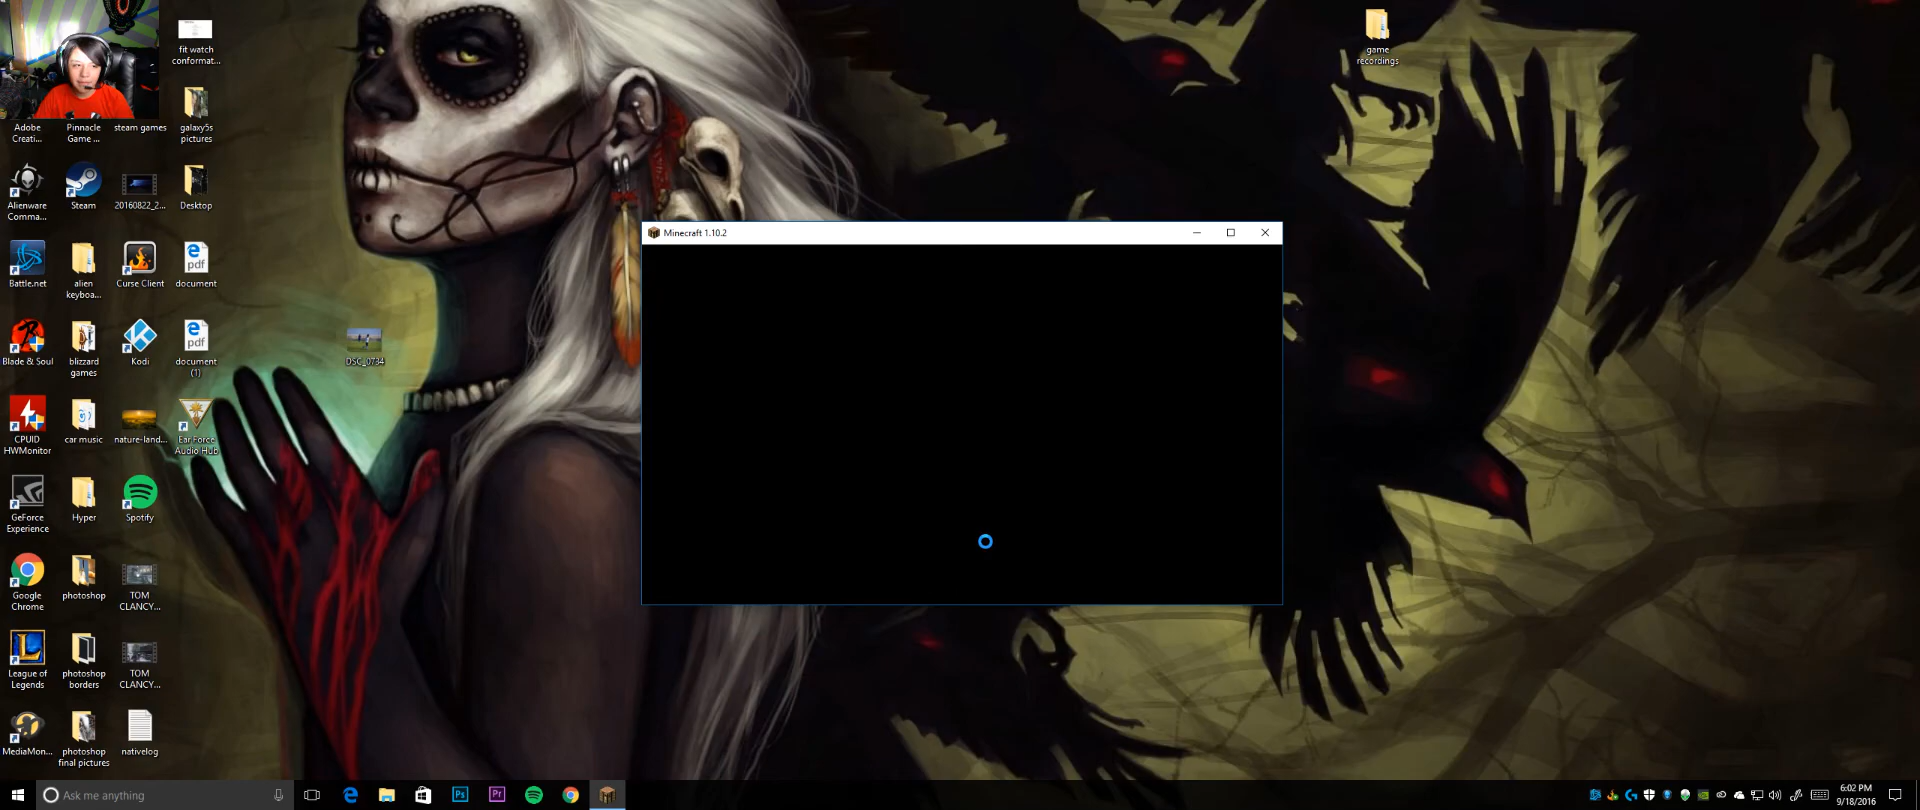 fit watch
conformat...
game
recordings
Adobe
Creati...
Pinnacle
Game ...
steam games
galaxy5s
pictures
Alienware
Comma...
Steam
20160822_2...
Desktop
Minecraft 1.10.2
Battle.net
alien
keyboa...
Curse Client
document
Blade & Soul
blizzard
games
Kodi
document
(1)
DSC_0734
CPUID
HWMonitor
car music
nature-land...
Ear Force
Audio Hub
GeForce
Experience
Hyper
Spotify
Google
Chrome
photoshop
TOM
CLANCY...
League of
Legends
photoshop
borders
TOM
CLANCY...
MediaMon...
photoshop
final pictures
nativelog
Ask me anything
Ps
Pr
6:02 PM
9/18/2016